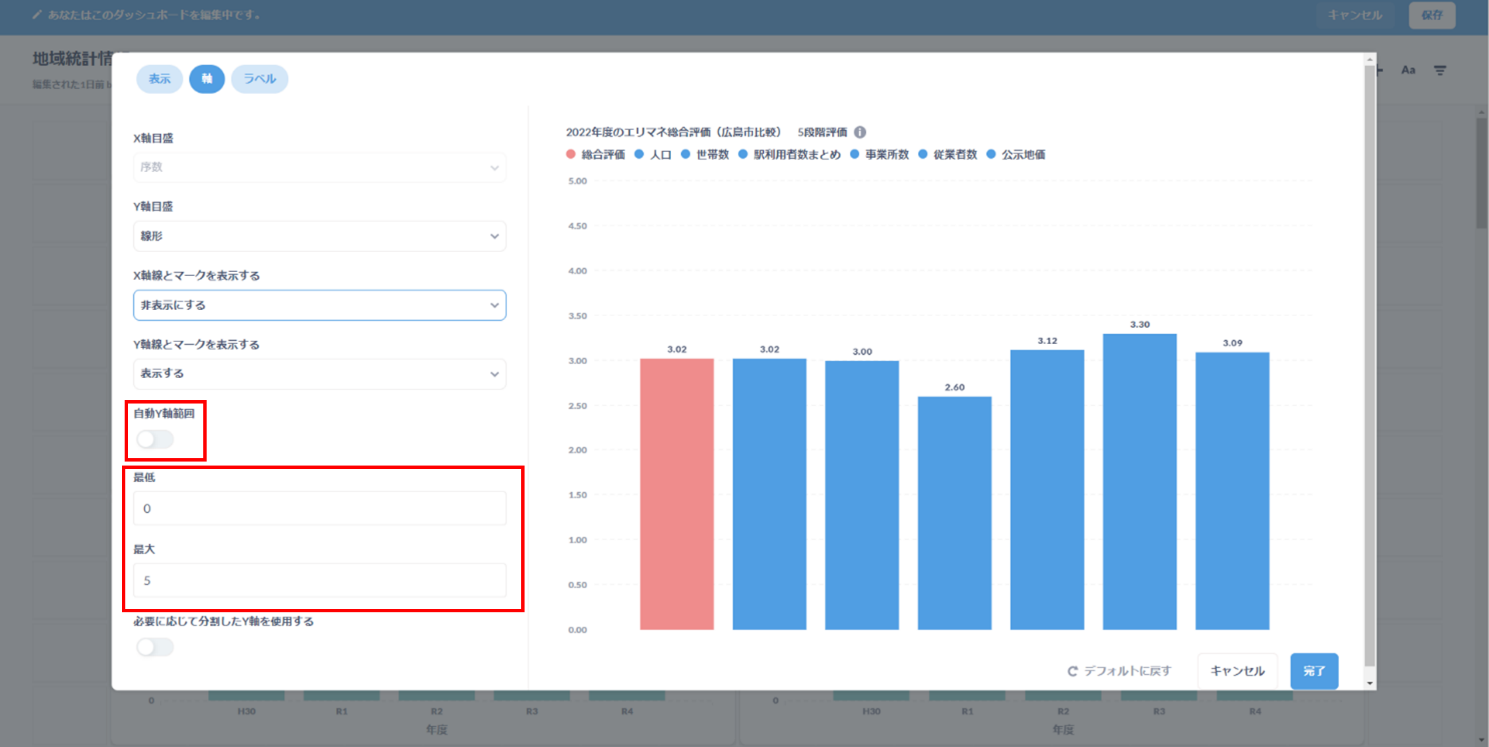 あなたはこのダッシュボードを編集中です。
キャンセル
保存
地域統計情
編集された1日前
Aa
表示
軸
ラベル
X軸目盛
序数
Y軸目盛
線形
X軸線とマークを表示する
非表示にする
Y軸線とマークを表示する
表示する
自動Y軸範囲
最低
0
最大
5
必要に応じて分割したY軸を使用する
2022年度のエリマネ総合評価（広島市比較） 5段階評価
総合評価 人口 世帯数 駅利用者数まとめ 事業所数 従業者数 公示地価
5.00
4.50
4.00
3.50
3.00
2.50
2.00
1.50
1.00
0.50
0.00
3.02
3.02
3.00
2.60
3.12
3.30
3.09
デフォルトに戻す
キャンセル
完了
0
H30 R1 R2 R3 R4
年度
0
H30 R1 R2 R3 R4
年度